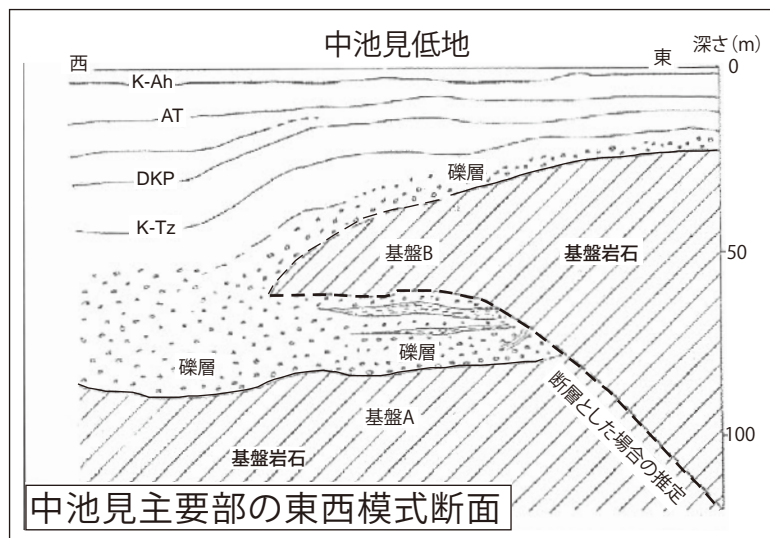 中池見低地
西
東
深さ(m)
0
K-Ah
AT
DKP
K-Tz
礫層
基盤B
基盤岩石
50
礫層
礫層
基盤A
基盤岩石
断層とした場合の推定
100
中池見主要部の東西模式断面